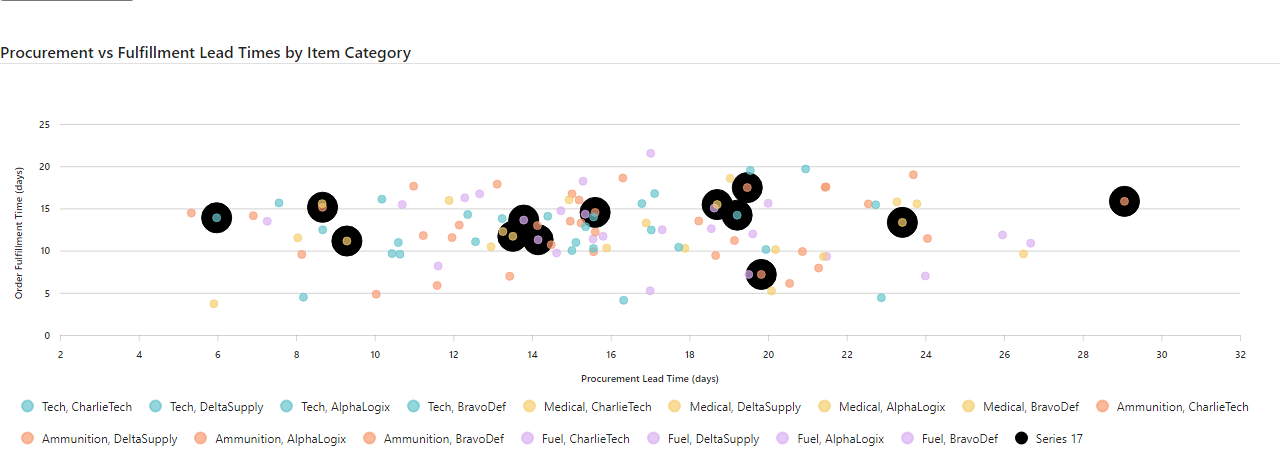 Procurement vs Fulfillment Lead Times by Item Category
25
20
15
10
5
0
Order Fulfillment Time (days)
2 4 6 8 10 12 14 16 18 20 22 24 26 28 30 32
Procurement Lead Time (days)
Tech, CharlieTech Tech, DeltaSupply Tech, AlphaLogix Tech, BravoDef Medical, CharlieTech Medical, DeltaSupply Medical, AlphaLogix Medical, BravoDef Ammunition, CharlieTech
Ammunition, DeltaSupply Ammunition, AlphaLogix Ammunition, BravoDef Fuel, CharlieTech Fuel, DeltaSupply Fuel, AlphaLogix Fuel, BravoDef Series 17